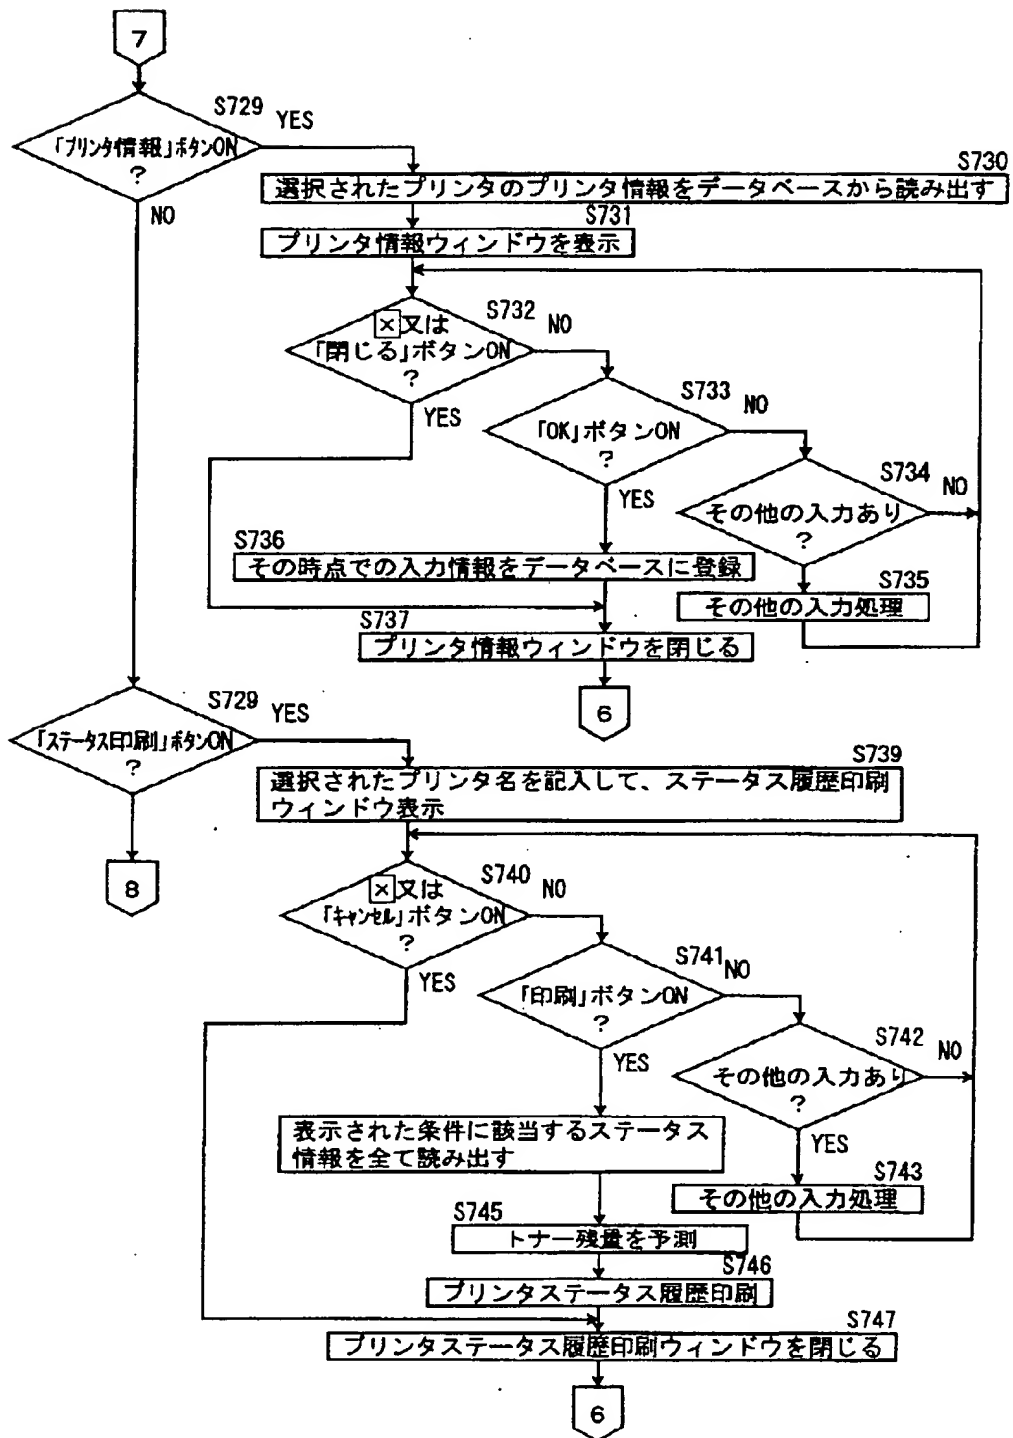 7
S729
YES
「プリンタ情報」ボタンON
?
NO
S730
選択されたプリンタのプリンタ情報をデータベースから読み出す
S731
プリンタ情報ウィンドウを表示
S732
NO
×又は
「閉じる」ボタンON
?
YES
S733
NO
「OK」ボタンON
?
YES
S734
NO
その他の入力あり
?
S736
その時点での入力情報をデータベースに登録
S735
その他の入力処理
S737
プリンタ情報ウィンドウを閉じる
6
S729
YES
「ステータス印刷」ボタンON
?
S739
選択されたプリンタ名を記入して、ステータス履歴印刷
ウィンドウ表示
8
S740
NO
×又は
「キャンセル」ボタンON
?
YES
S741
NO
「印刷」ボタンON
?
YES
S742
NO
その他の入力あり
?
YES
表示された条件に該当するステータス
情報を全て読み出す
S743
その他の入力処理
S745
トナー残量を予測
S746
プリンタステータス履歴印刷
S747
プリンタステータス履歴印刷ウィンドウを閉じる
6